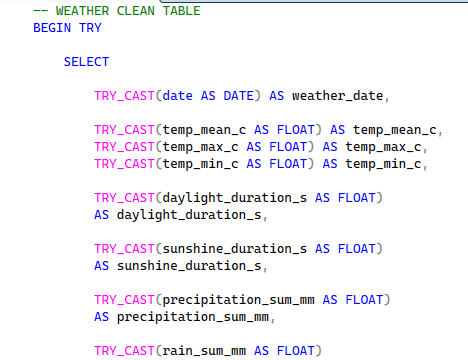 -- WEATHER CLEAN TABLE
BEGIN TRY
SELECT
TRY_CAST(date AS DATE) AS weather_date,
TRY_CAST(temp_mean_c AS FLOAT) AS temp_mean_c,
TRY_CAST(temp_max_c AS FLOAT) AS temp_max_c,
TRY_CAST(temp_min_c AS FLOAT) AS temp_min_c,
TRY_CAST(daylight_duration_s AS FLOAT)
AS daylight_duration_s,
TRY_CAST(sunshine_duration_s AS FLOAT)
AS sunshine_duration_s,
TRY_CAST(precipitation_sum_mm AS FLOAT)
AS precipitation_sum_mm,
TRY_CAST(rain_sum_mm AS FLOAT)